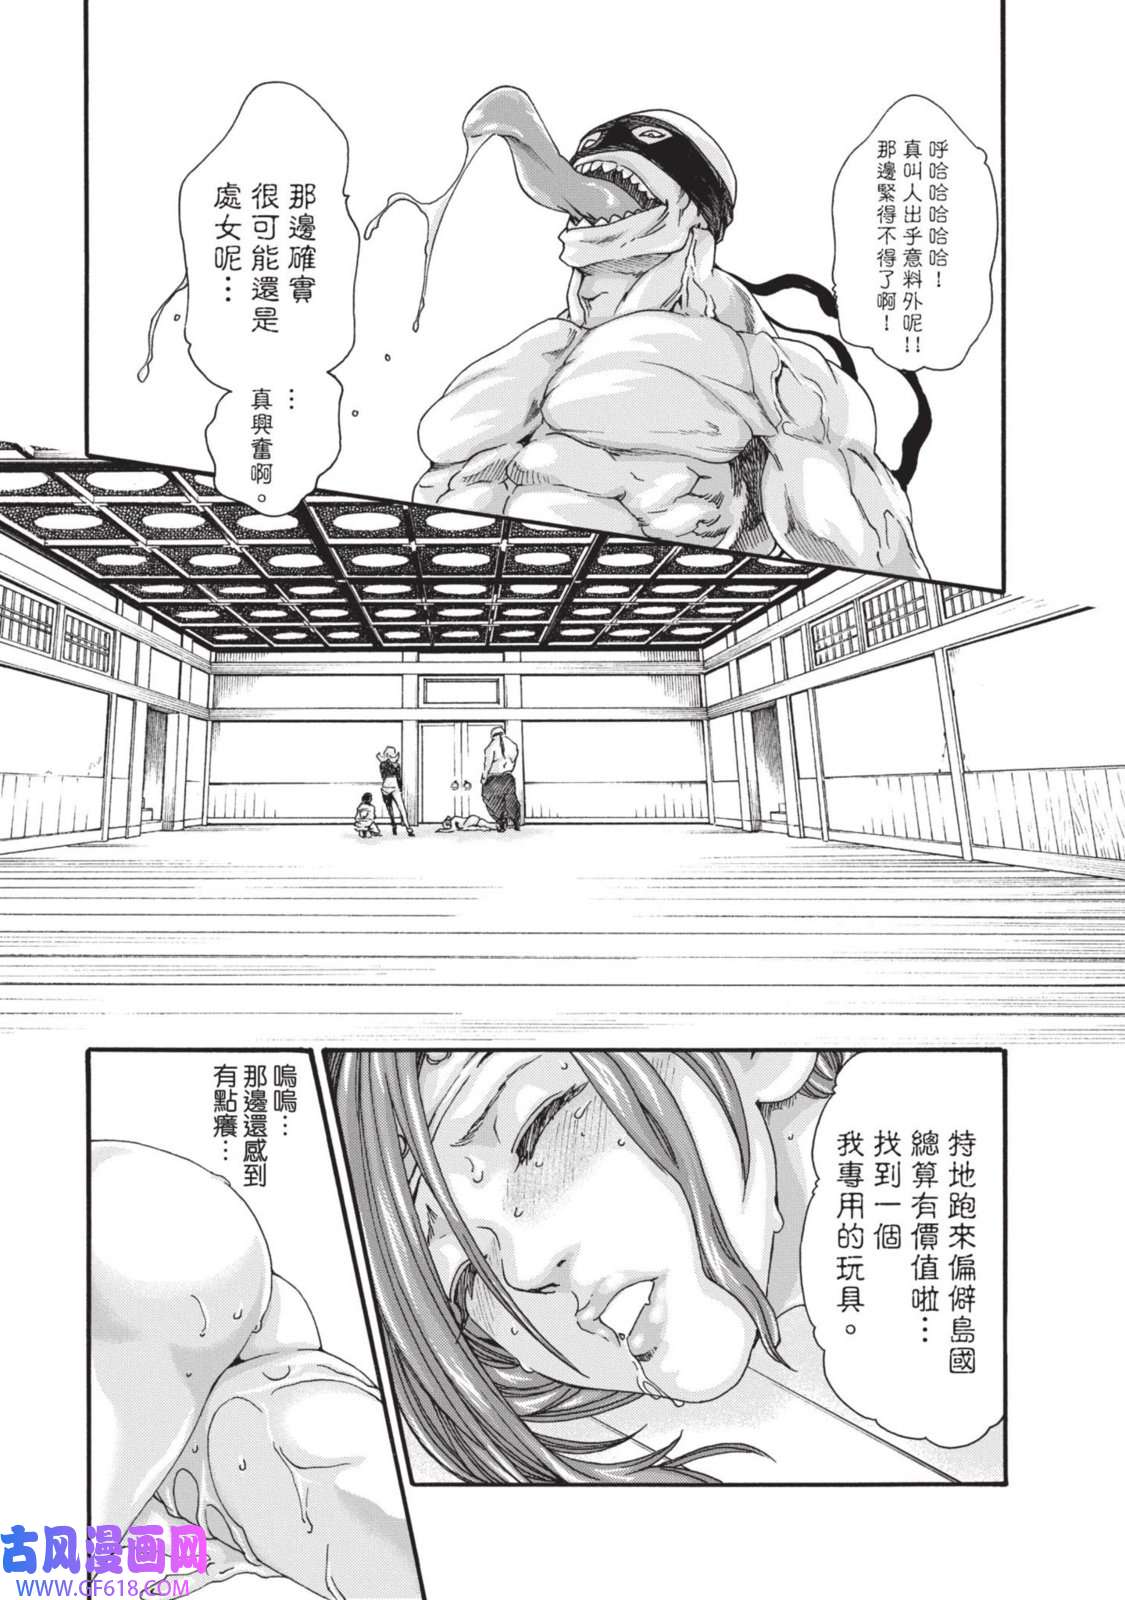 呼哈哈哈哈哈！
真叫人出乎意料外呢!!
那邊緊得不得了啊！
那邊確實
很可能還是
處女呢…
…
真興奮啊。
特地跑來偏僻島國
總算有價值啦…
找到一個
我專用的玩具。
嗚嗚…
那邊還感到
有點癢…
古风漫画网
WWW.GF618.COM